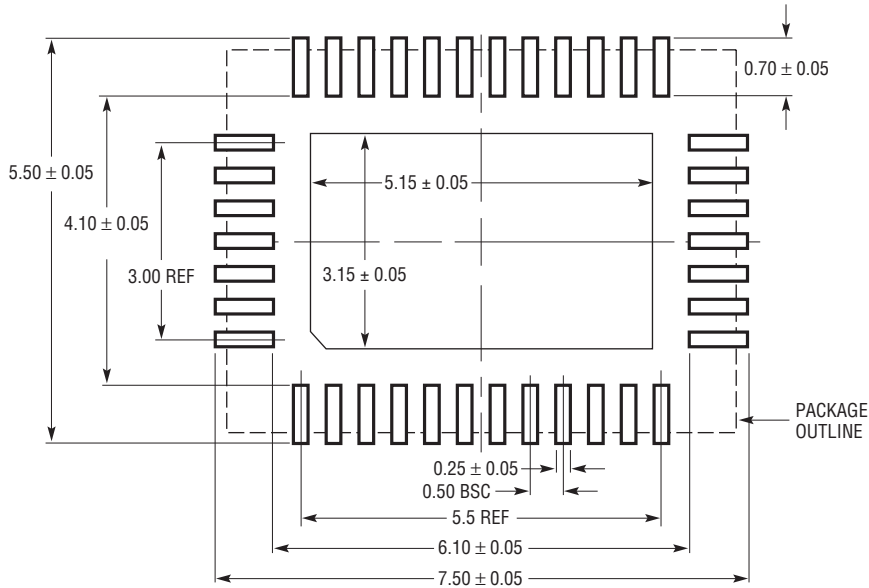 0.70 ± 0.05
5.50 ± 0.05
5.15 ± 0.05
4.10 ± 0.05
3.00 REF
3.15 ± 0.05
PACKAGE
OUTLINE
0.25 ± 0.05
0.50 BSC
5.5 REF
6.10 ± 0.05
7.50 ± 0.05